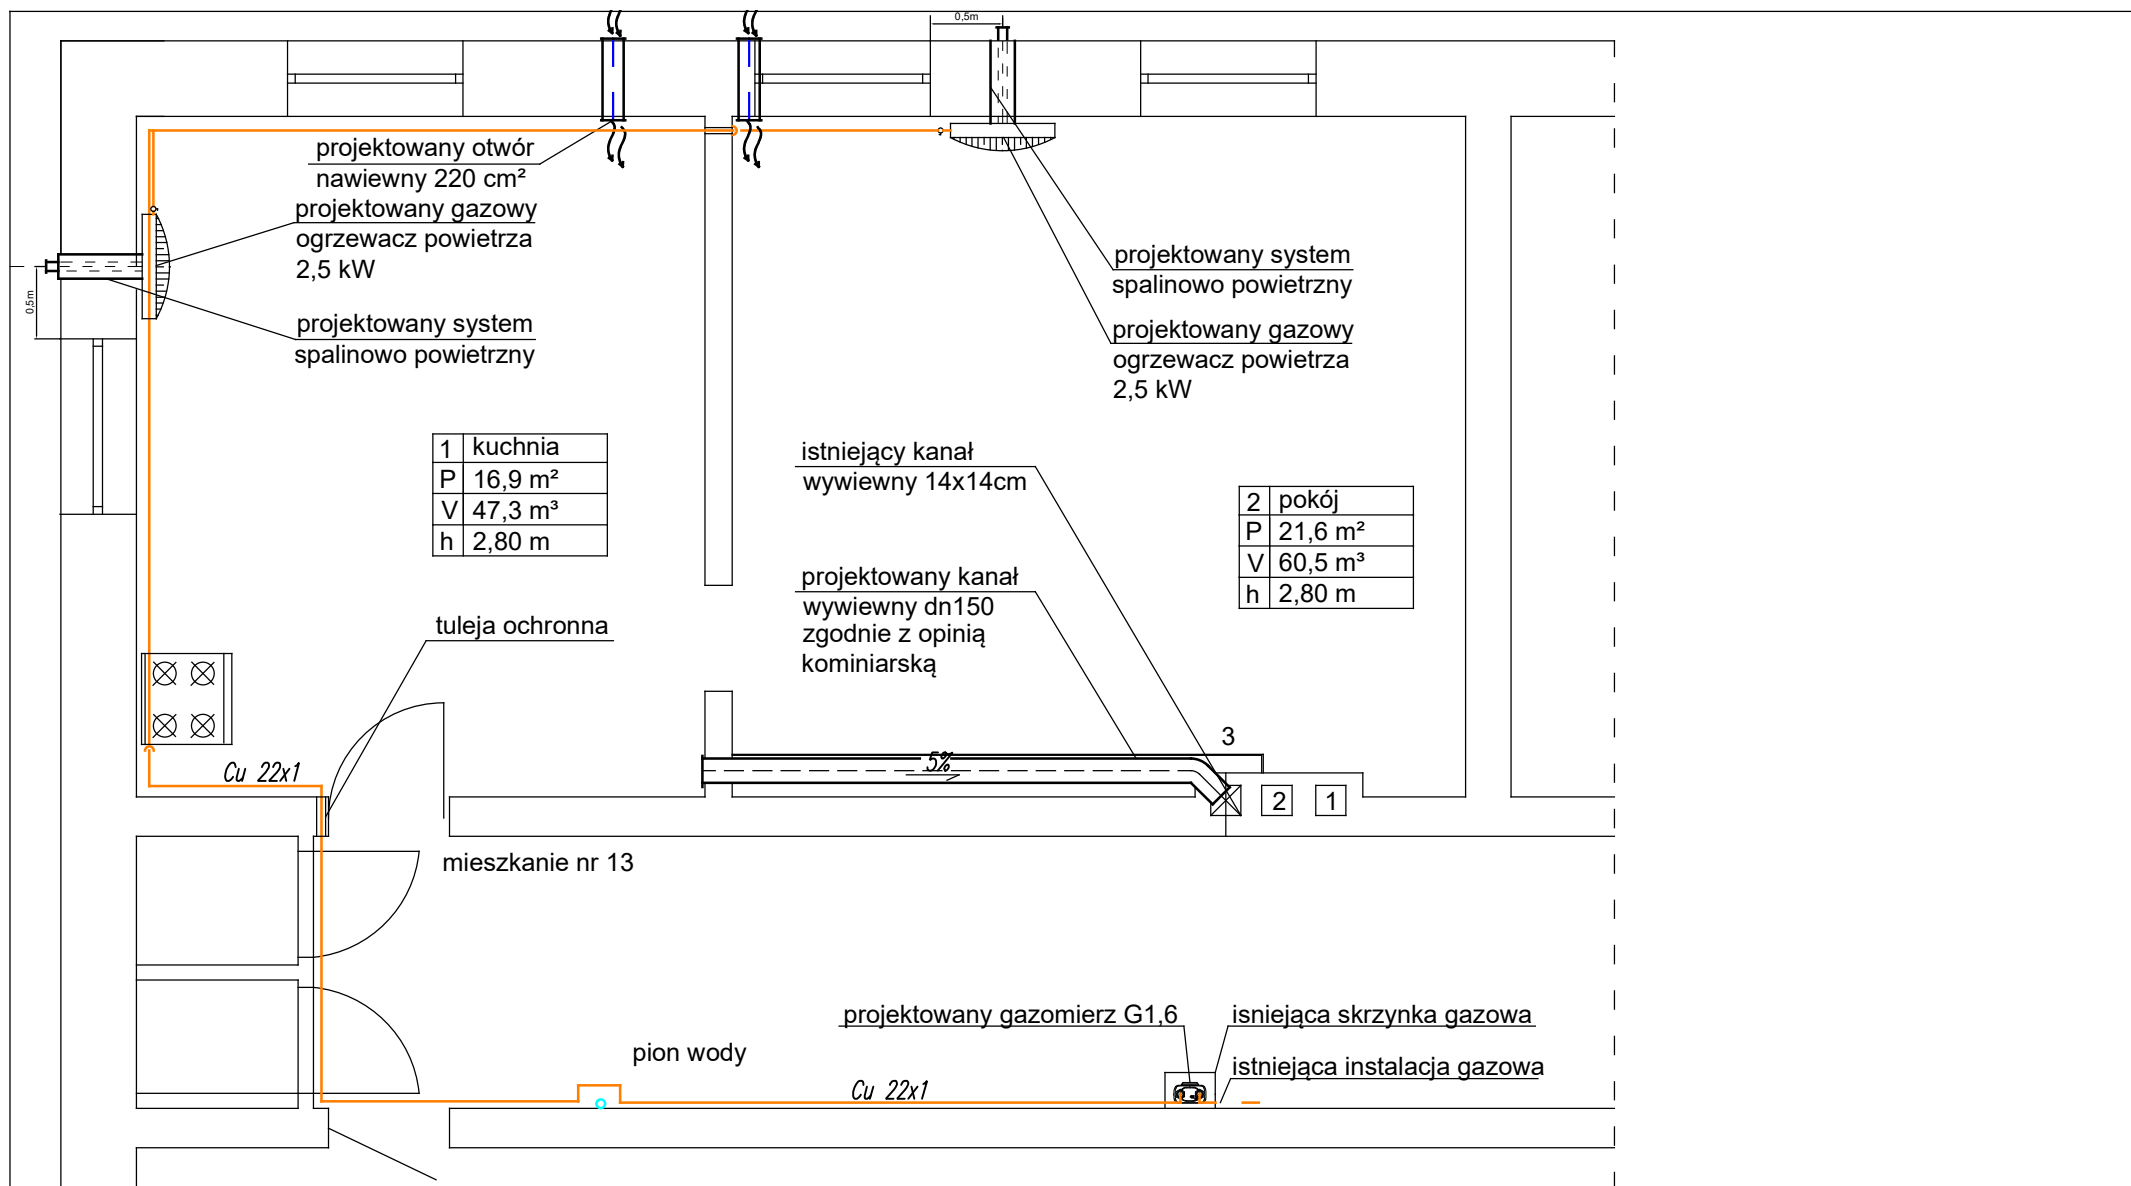 0,5m
projektowany otwór
nawiewny 220 cm²
projektowany gazowy
ogrzewacz powietrza
2,5 kW
0,5m
projektowany system
spalinowo powietrzny
projektowany system
spalinowo powietrzny
projektowany gazowy
ogrzewacz powietrza
2,5 kW
1 kuchnia
P 16,9 m²
V 47,3 m³
h 2,80 m
istniejący kanał
wywiewny 14x14cm
2 pokój
P 21,6 m²
V 60,5 m³
h 2,80 m
projektowany kanał
wywiewny dn150
zgodnie z opinią
kominiarską
tuleja ochronna
3
5%
Cu 22x1
2 1
mieszkanie nr 13
projektowany gazomierz G1,6
isniejąca skrzynka gazowa
pion wody
istniejąca instalacja gazowa
Cu 22x1